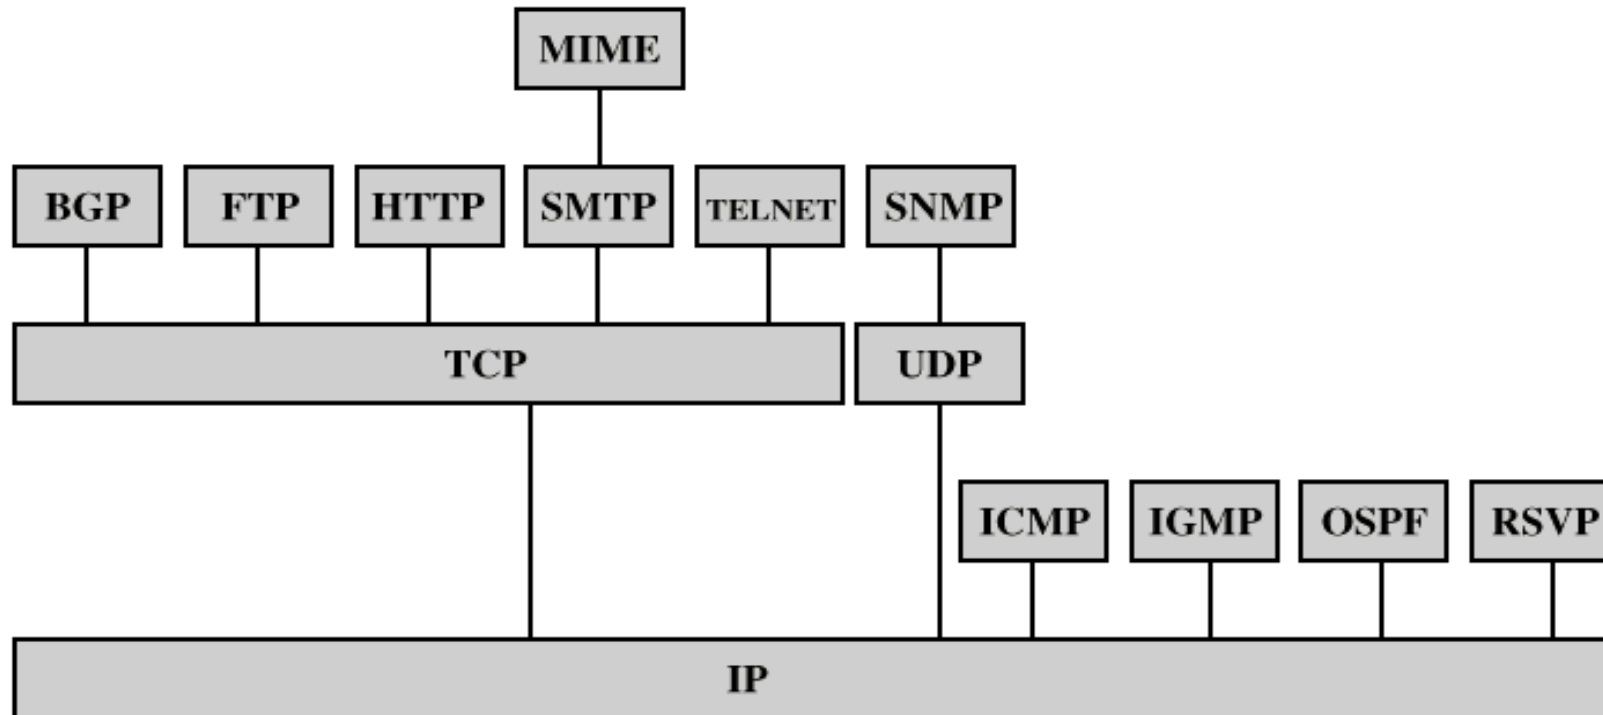 MIME
BGP FTP HTTP SMTP TELNET SNMP
TCP UDP
ICMP IGMP OSPF RSVP
IP